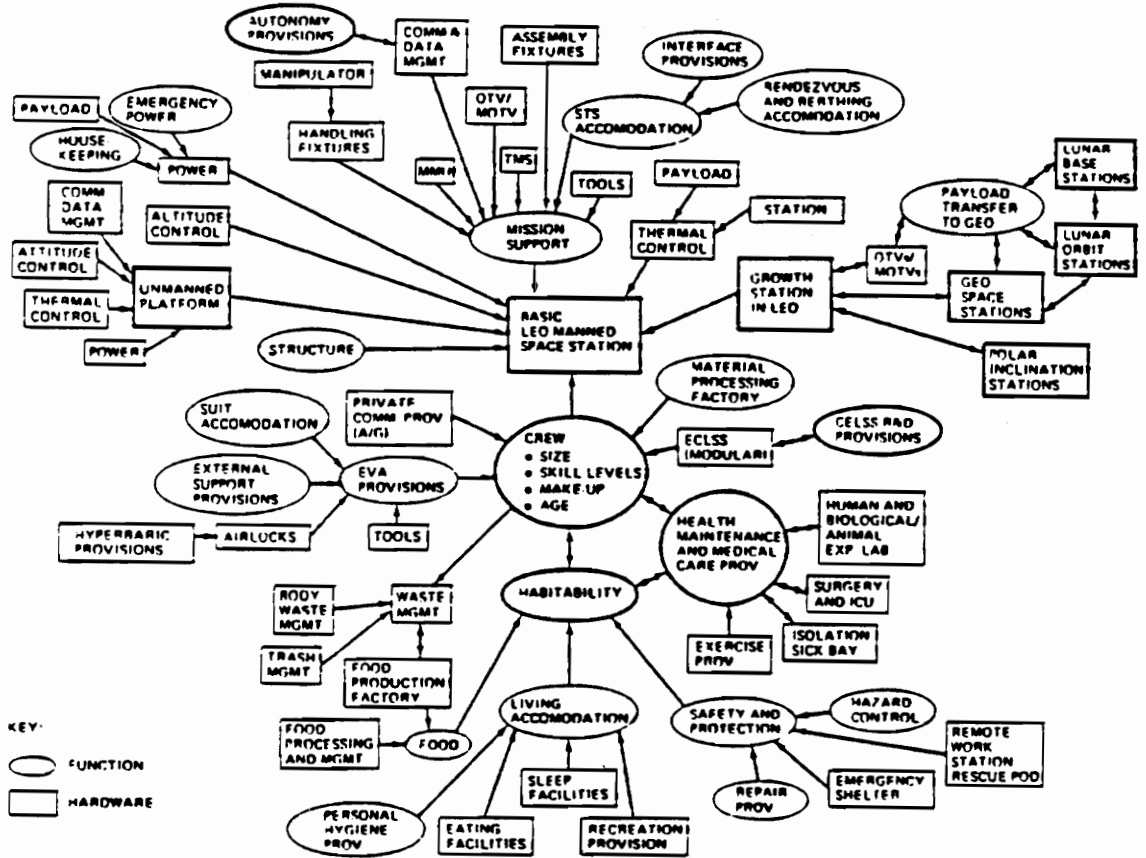 AUTONOMY
PROVISIONS
COMM &
DATA
MGMT
ASSEMBLY
FIXTURES
INTERFACE
PROVISIONS
MANIPULATOR
OTV/
MOTV
STS
ACCOMODATION
RENDEZVOUS
AND BERTHING
ACCOMODATION
PAYLOAD
EMERGENCY
POWER
HANDLING
FIXTURES
HOUSE-
KEEPING
POWER
TMS
TOOLS
PAYLOAD
LUNAR
BASE
STATIONS
COMM
DATA
MGMT
ALTITUDE
CONTROL
MISSION
SUPPORT
THERMAL
CONTROL
STATION
PAYLOAD
TRANSFER
TO GEO
LUNAR
ORBIT
STATIONS
ATTITUDE
CONTROL
UNMANNED
PLATFORM
THERMAL
CONTROL
POWER
BASIC
LEO MANNED
SPACE STATION
GROWTH
STATION
IN LEO
OTVs/
MOTVs
GEO
SPACE
STATIONS
STRUCTURE
POLAR
INCLINATION
STATIONS
MATERIAL
PROCESSING
FACTORY
SUIT
ACCOMODATION
PRIVATE
COMM PROV
(A/G)
CREW
• SIZE
• SKILL LEVELS
• MAKE-UP
• AGE
ECLSS
(MODULAR)
CELSS R&D
PROVISIONS
EXTERNAL
SUPPORT
PROVISIONS
EVA
PROVISIONS
HYPERBARIC
PROVISIONS
AIRLOCKS
TOOLS
HEALTH
MAINTENANCE
AND MEDICAL
CARE PROV
HUMAN AND
BIOLOGICAL/
ANIMAL
EXP LAB
SURGERY
AND ICU
ISOLATION
SICK BAY
EXERCISE
PROV
BODY
WASTE
MGMT
WASTE
MGMT
HABITABILITY
TRASH
MGMT
FOOD
PRODUCTION
FACTORY
LIVING
ACCOMODATION
SAFETY AND
PROTECTION
HAZARD
CONTROL
FOOD
PROCESSING
AND MGMT
FOOD
REMOTE
WORK
STATION
RESCUE POD
SLEEP
FACILITIES
REPAIR
PROV
EMERGENCY
SHELTER
PERSONAL
HYGIENE
PROV
EATING
FACILITIES
RECREATION
PROVISION
KEY:
FUNCTION
HARDWARE